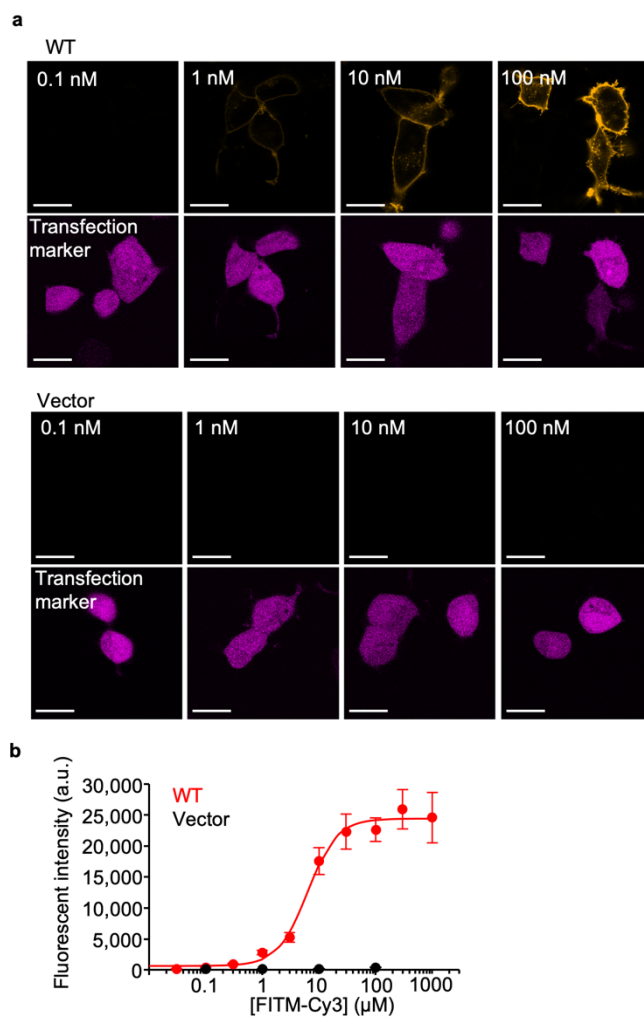 a
WT
0.1 nM 1 nM 10 nM 100 nM
Transfection
marker
Vector
0.1 nM 1 nM 10 nM 100 nM
Transfection
marker
b
Fluorescent intensity (a.u.)
30,000
25,000
20,000
15,000
10,000
5,000
0
WT
Vector
0.1 1 10 100 1000
[FITM-Cy3] (µM)